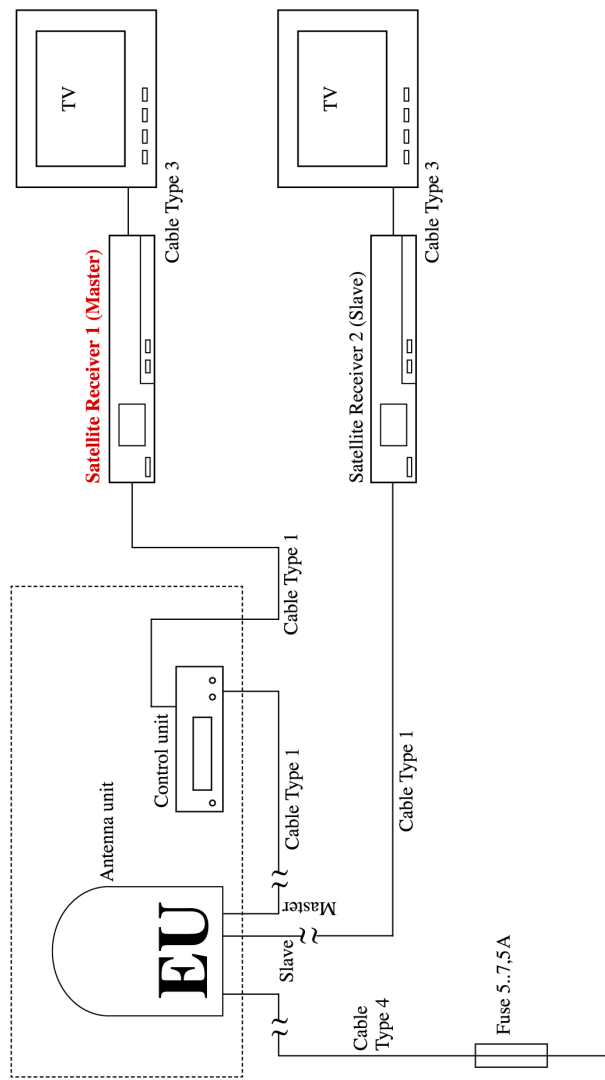 TV
TV
Cable Type 3
Cable Type 3
Satellite Receiver 1 (Master)
Satellite Receiver 2 (Slave)
Cable Type 1
Control unit
Cable Type 1
Cable Type 1
Antenna unit
EU
Master
Slave
Cable
Type 4
Fuse 5..7,5A